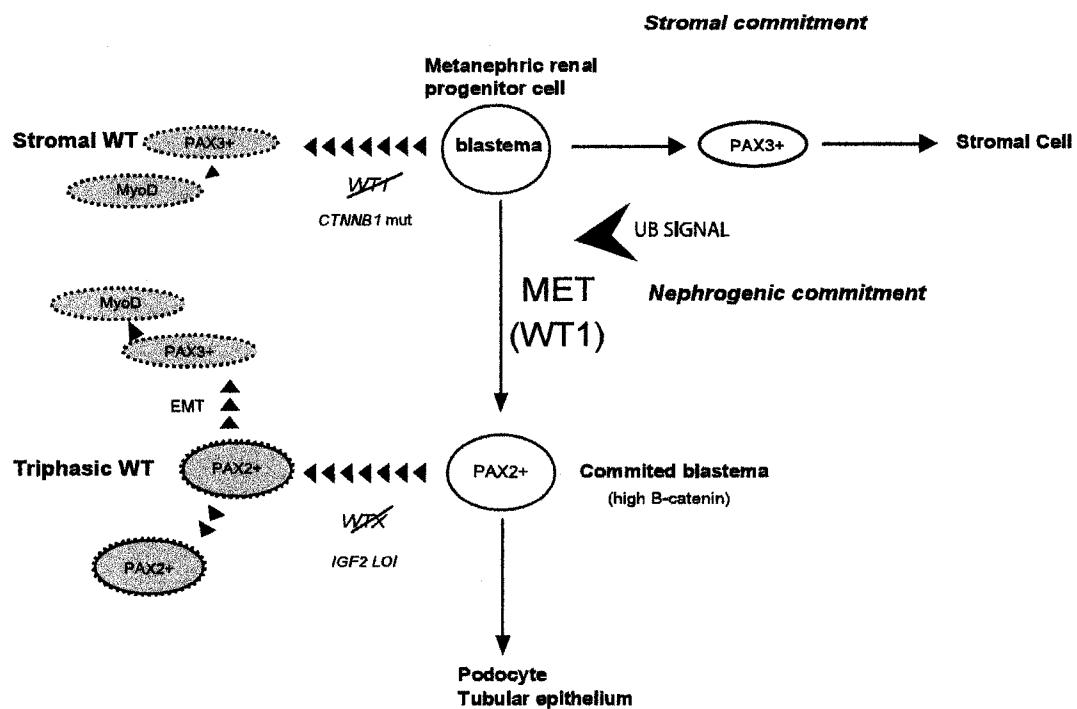 Stromal commitment
Metanephric renal
progenitor cell
Stromal WT
PAX3+
blastema
PAX3+
Stromal Cell
MyoD
WT1
CTNNB1 mut
UB SIGNAL
MET
(WT1)
Nephrogenic commitment
MyoD
PAX3+
EMT
Triphasic WT
PAX2+
PAX2+
Commited blastema
(high B-catenin)
WTX
IGF2 LOI
PAX2+
Podocyte
Tubular epithelium